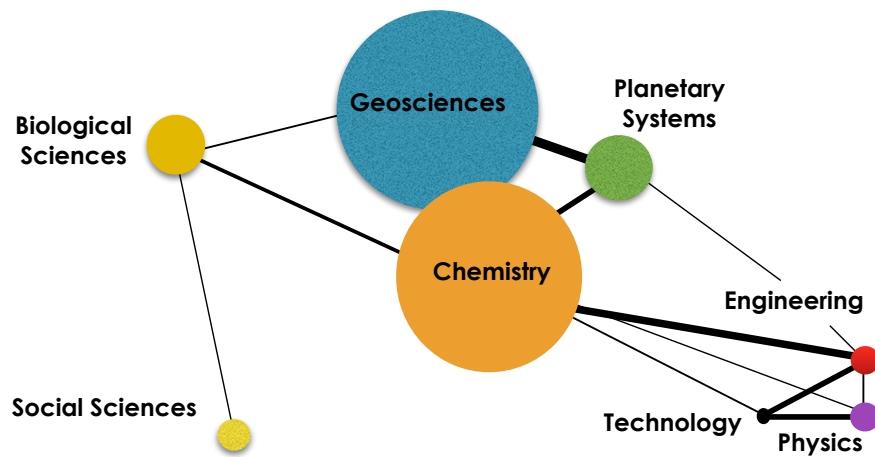 Geosciences
Planetary
Systems
Biological
Sciences
Chemistry
Engineering
Social Sciences
Technology
Physics